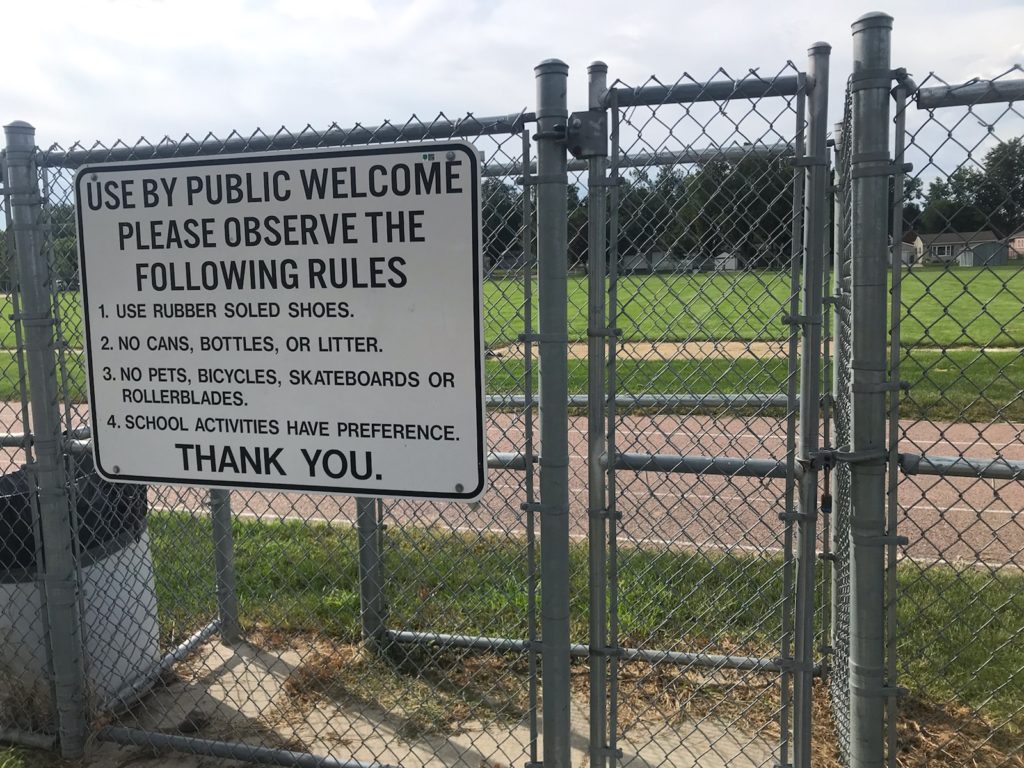 USE BY PUBLIC WELCOME
PLEASE OBSERVE THE
FOLLOWING RULES
1. USE RUBBER SOLED SHOES.
2. NO CANS, BOTTLES, OR LITTER.
3. NO PETS, BICYCLES, SKATEBOARDS OR
ROLLERBLADES.
4. SCHOOL ACTIVITIES HAVE PREFERENCE.
THANK YOU.